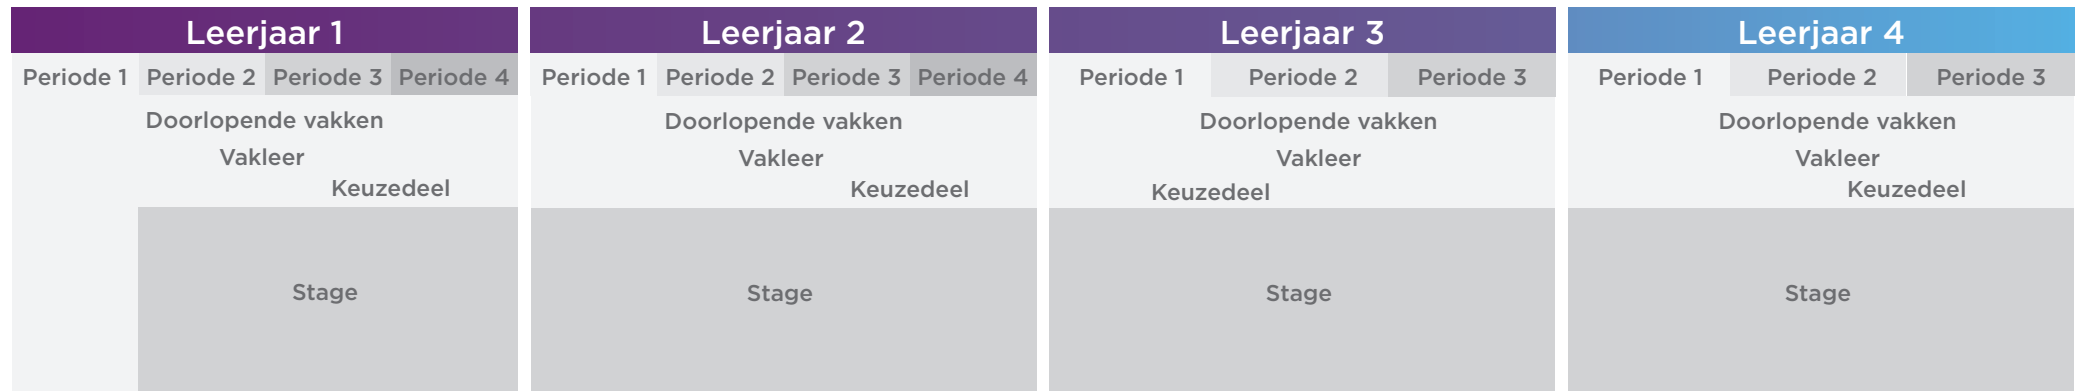 Leerjaar 1
Periode 1 Periode 2 Periode 3 Periode 4
Doorlopende vakken
Vakleer
Keuzedeel
Stage
Leerjaar 2
Periode 1 Periode 2 Periode 3 Periode 4
Doorlopende vakken
Vakleer
Keuzedeel
Stage
Leerjaar 3
Periode 1 Periode 2 Periode 3
Doorlopende vakken
Vakleer
Keuzedeel
Stage
Leerjaar 4
Periode 1 Periode 2 Periode 3
Doorlopende vakken
Vakleer
Keuzedeel
Stage